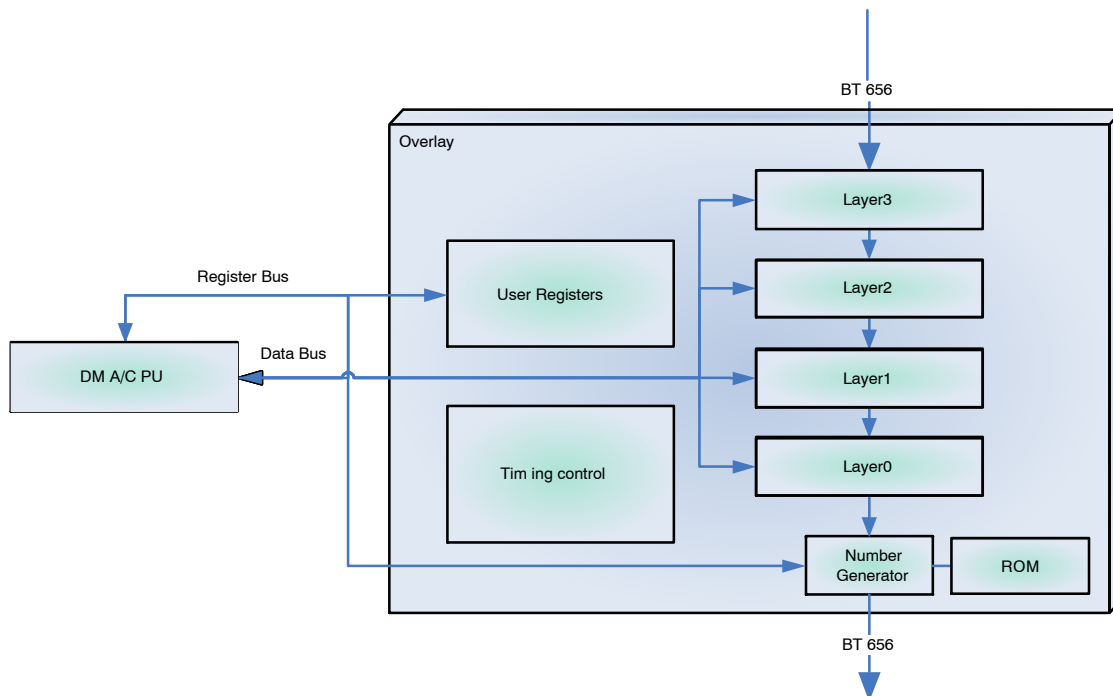 BT 656
Overlay
Layer3
Register Bus
User Registers
Layer2
Data Bus
DM A/C PU
Layer1
Tim ing control
Layer0
Number
Generator
ROM
BT 656